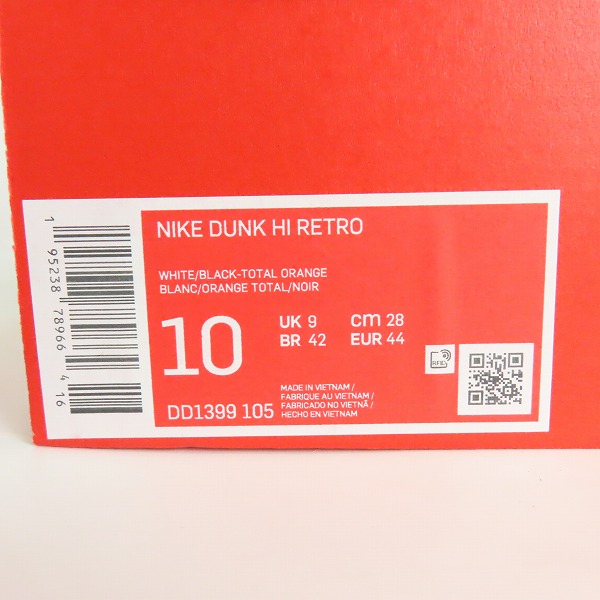 NIKE DUNK HI RETRO
WHITE/BLACK-TOTAL ORANGE
BLANC/ORANGE TOTAL/NOIR
10
UK 9 cm 28
BR 42 EUR 44
DD1399 105
MADE IN VIETNAM /
FABRIQUE AU VIETNAM /
FABRICADO NO VIETNÃ /
HECHO EN VIETNAM
RFID
1 95238 78966 4 16